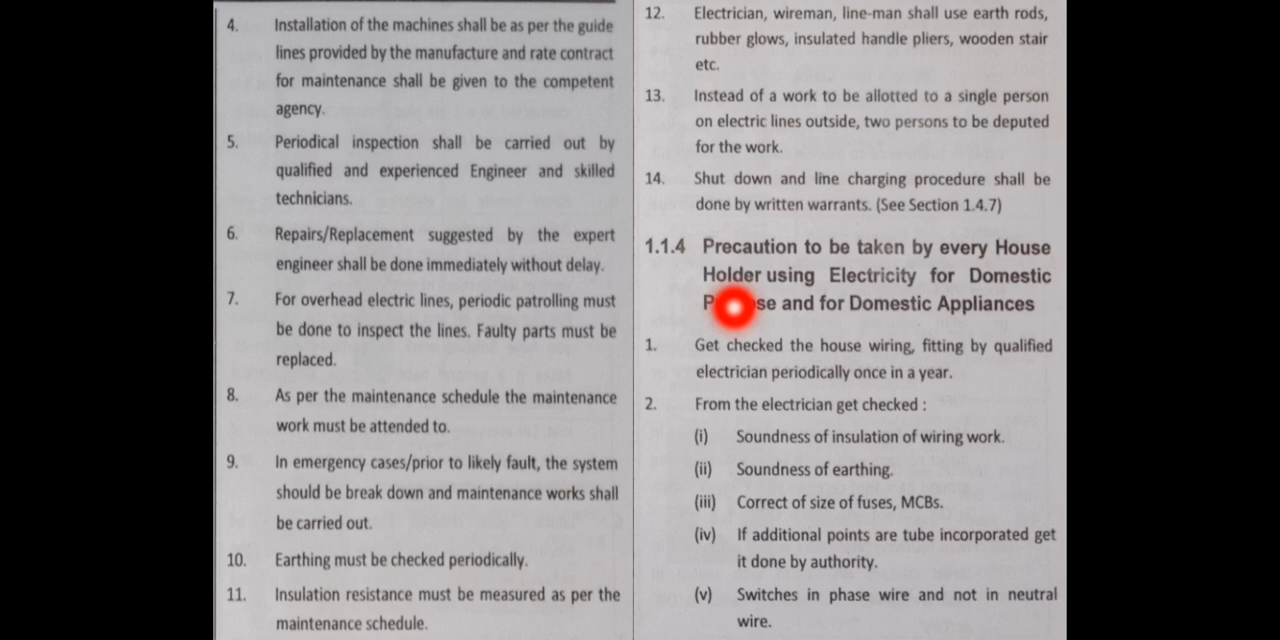 4. Installation of the machines shall be as per the guide
lines provided by the manufacture and rate contract
for maintenance shall be given to the competent
agency.
5. Periodical inspection shall be carried out by
qualified and experienced Engineer and skilled
technicians.
6. Repairs/Replacement suggested by the expert
engineer shall be done immediately without delay.
7. For overhead electric lines, periodic patrolling must
be done to inspect the lines. Faulty parts must be
replaced.
8. As per the maintenance schedule the maintenance
work must be attended to.
9. In emergency cases/prior to likely fault, the system
should be break down and maintenance works shall
be carried out.
10. Earthing must be checked periodically.
11. Insulation resistance must be measured as per the
maintenance schedule.
12. Electrician, wireman, line-man shall use earth rods,
rubber glows, insulated handle pliers, wooden stair
etc.
13. Instead of a work to be allotted to a single person
on electric lines outside, two persons to be deputed
for the work.
14. Shut down and line charging procedure shall be
done by written warrants. (See Section 1.4.7)
1.1.4 Precaution to be taken by every House
Holder using Electricity for Domestic
and for Domestic Appliances
1. Get checked the house wiring, fitting by qualified
electrician periodically once in a year.
2. From the electrician get checked :
(i) Soundness of insulation of wiring work.
(ii) Soundness of earthing.
(iii) Correct of size of fuses, MCBs.
(iv) If additional points are tube incorporated get
it done by authority.
(v) Switches in phase wire and not in neutral
wire.